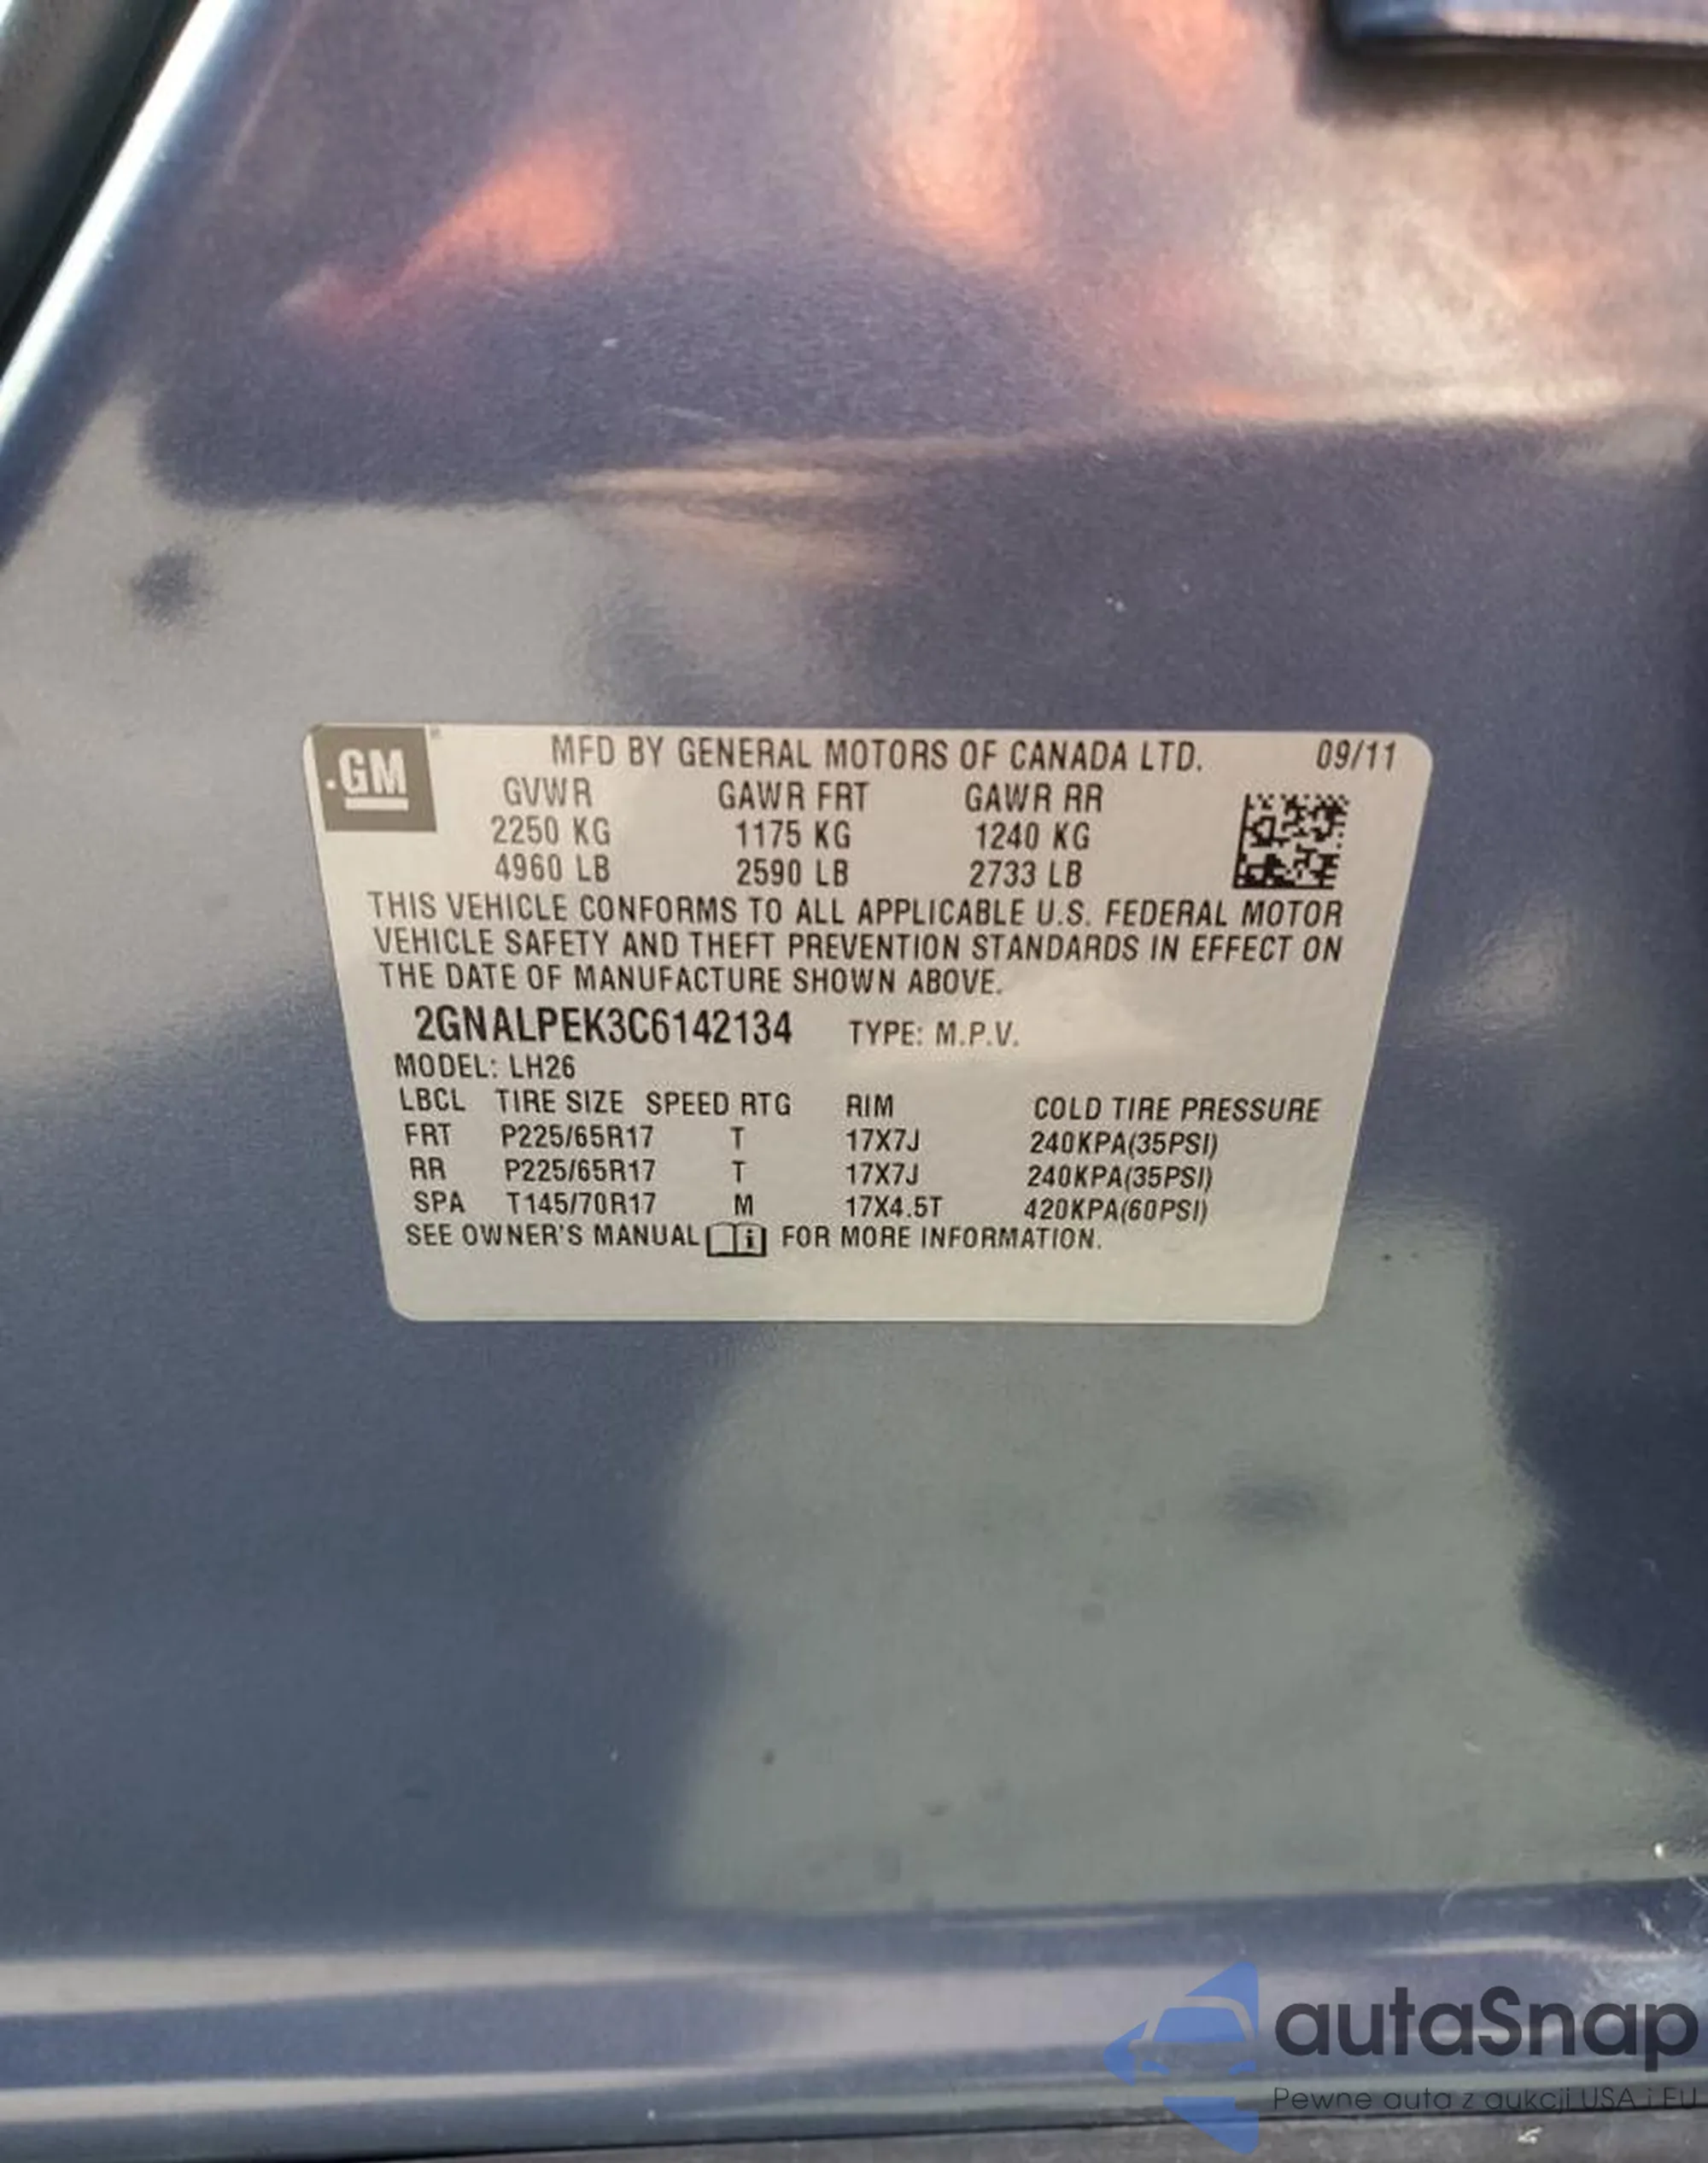 GM
MFD BY GENERAL MOTORS OF CANADA LTD. 09/11
GVWR GAWR FRT GAWR RR
2250 KG 1175 KG 1240 KG
4960 LB 2590 LB 2733 LB
THIS VEHICLE CONFORMS TO ALL APPLICABLE U.S. FEDERAL MOTOR
VEHICLE SAFETY AND THEFT PREVENTION STANDARDS IN EFFECT ON
THE DATE OF MANUFACTURE SHOWN ABOVE.
2GNALPEK3C6142134 TYPE: M.P.V.
MODEL: LH26
LBCL TIRE SIZE SPEED RTG RIM COLD TIRE PRESSURE
FRT P225/65R17 T 17X7J 240KPA(35PSI)
RR P225/65R17 T 17X7J 240KPA(35PSI)
SPA T145/70R17 M 17X4.5T 420KPA(60PSI)
SEE OWNER'S MANUAL i FOR MORE INFORMATION.
autaSnap
Pewne auta z aukcji USA i EU